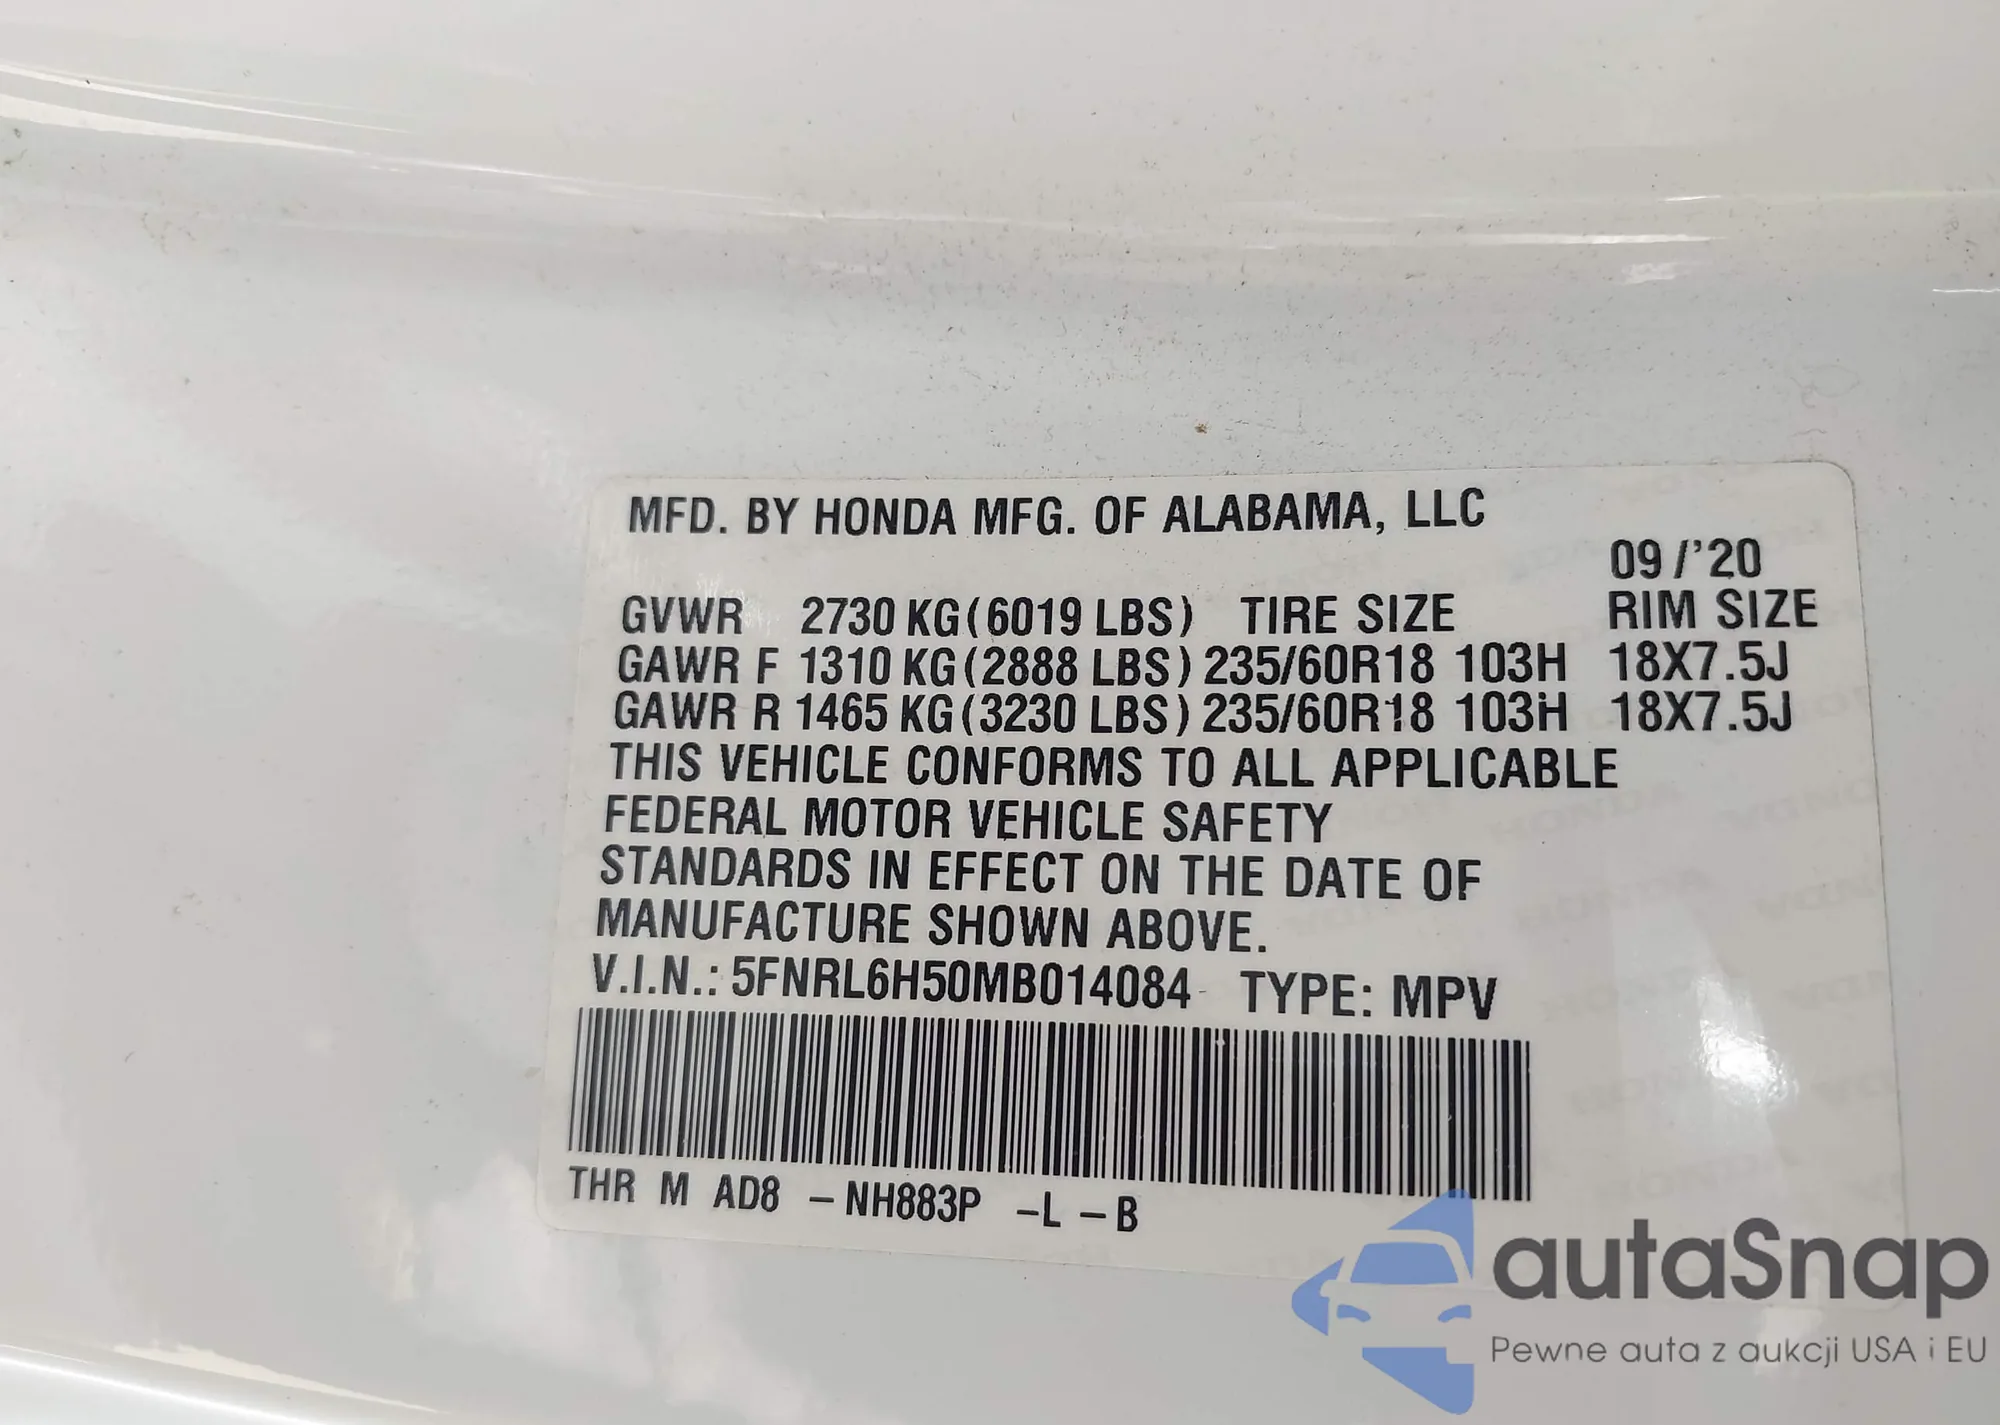 MFD. BY HONDA MFG. OF ALABAMA, LLC
09/'20
GVWR 2730 KG(6019 LBS) TIRE SIZE RIM SIZE
GAWR F 1310 KG(2888 LBS) 235/60R18 103H 18X7.5J
GAWR R 1465 KG(3230 LBS) 235/60R18 103H 18X7.5J
THIS VEHICLE CONFORMS TO ALL APPLICABLE
FEDERAL MOTOR VEHICLE SAFETY
STANDARDS IN EFFECT ON THE DATE OF
MANUFACTURE SHOWN ABOVE.
V.I.N.: 5FNRL6H50MB014084 TYPE: MPV
THR M AD8 -NH883P -L -B
autaSnap
Pewne auta z aukcji USA i EU